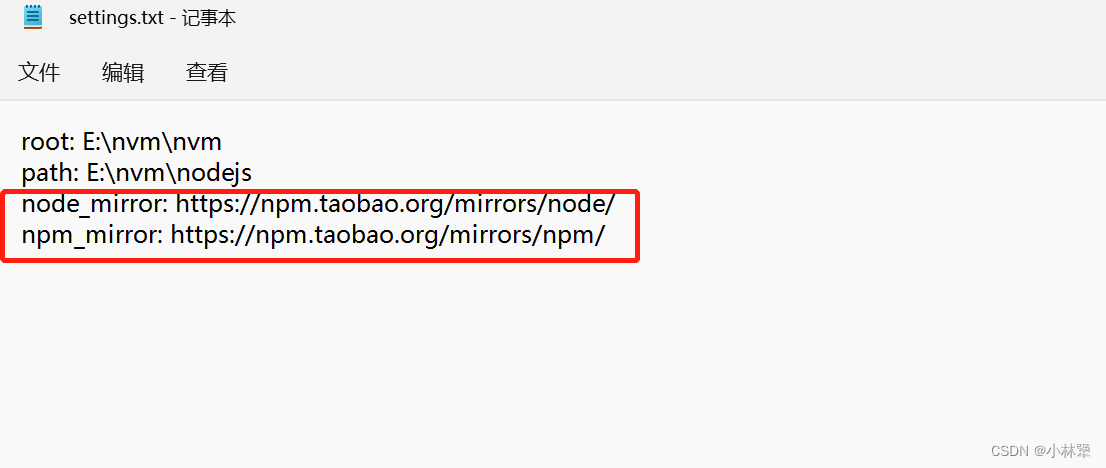 settings.txt - 记事本
文件 编辑 查看
root: E:\nvm\nvm
path: E:\nvm\nodejs
node_mirror: https://npm.taobao.org/mirrors/node/
npm_mirror: https://npm.taobao.org/mirrors/npm/
CSDN @小林犟